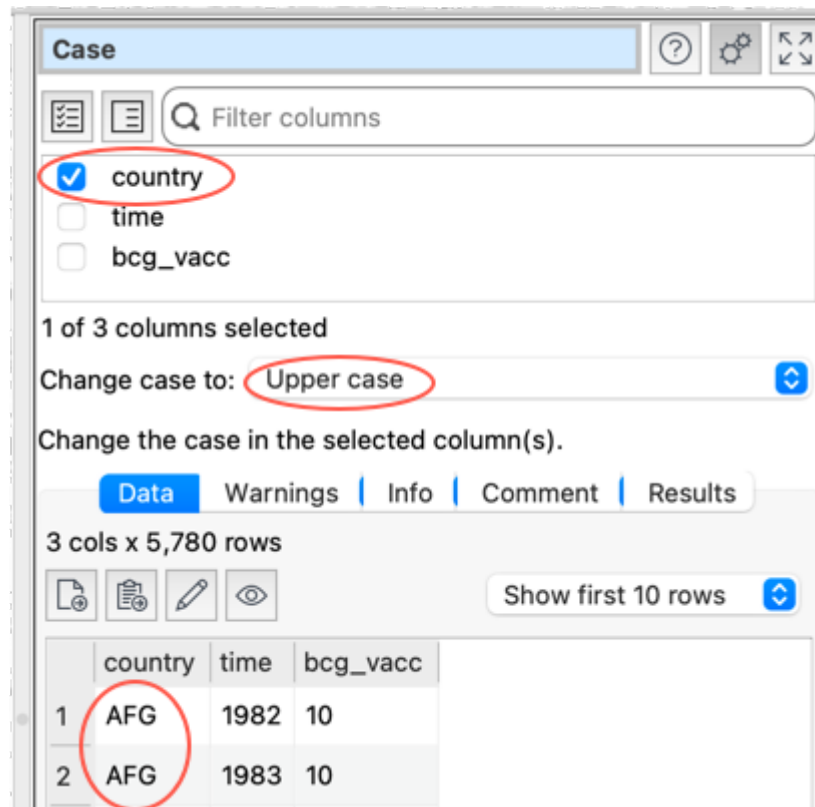 Case
Filter columns
country
time
bcg_vacc
1 of 3 columns selected
Change case to: Upper case
Change the case in the selected column(s).
Data Warnings Info Comment Results
3 cols x 5,780 rows
Show first 10 rows
country time bcg_vacc
1 AFG 1982 10
2 AFG 1983 10